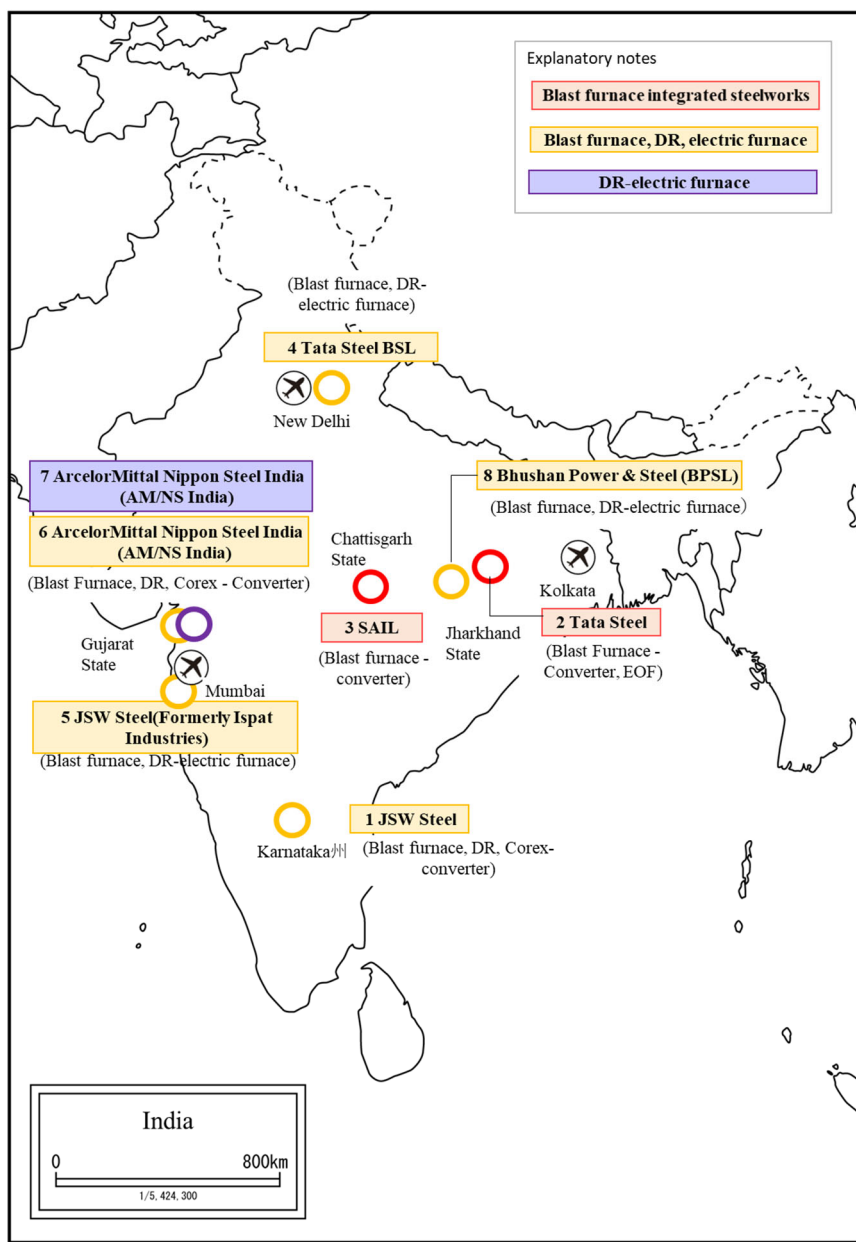 Explanatory notes
Blast furnace integrated steelworks
Blast furnace, DR, electric furnace
DR-electric furnace
(Blast furnace, DR-
electric furnace)
4 Tata Steel BSL
New Delhi
7 ArcelorMittal Nippon Steel India
(AM/NS India)
6 ArcelorMittal Nippon Steel India
(AM/NS India)
(Blast Furnace, DR, Corex - Converter)
8 Bhushan Power & Steel (BPSL)
(Blast furnace, DR-electric furnace)
Chattisgarh
State
Kolkata
3 SAIL
(Blast furnace -
converter)
Jharkhand
State
2 Tata Steel
(Blast Furnace -
Converter, EOF)
Gujarat
State
Mumbai
5 JSW Steel(Formerly Ispat
Industries)
(Blast furnace, DR-electric furnace)
1 JSW Steel
Karnataka州
(Blast furnace, DR, Corex-
converter)
India
0 800km
1/5, 424, 300